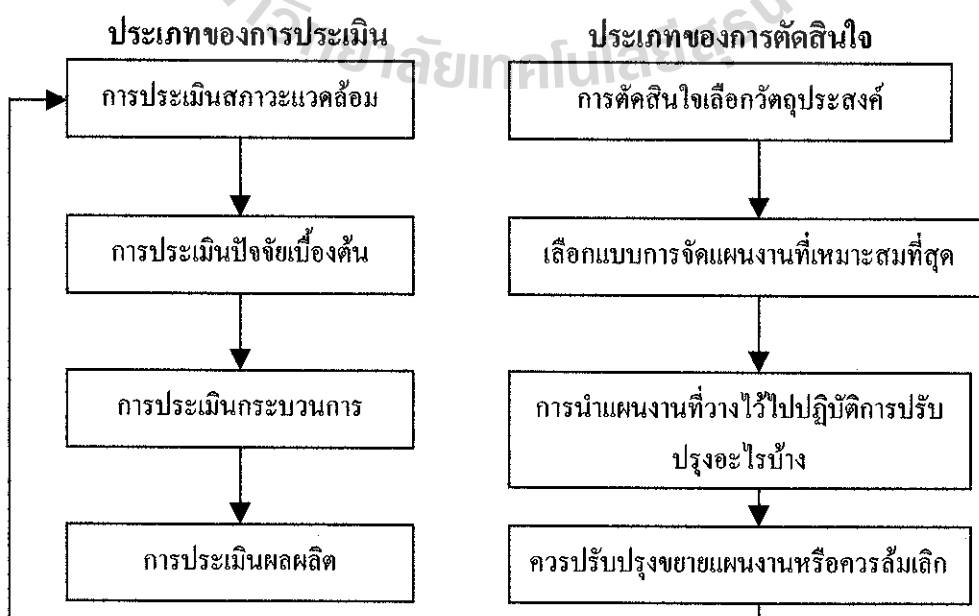 ประเภทของการประเมิน
การประเมินสภาวะแวดล้อม
การประเมินปัจจัยเบื้องต้น
การประเมินกระบวนการ
การประเมินผลผลิต
ประเภทของการตัดสินใจ
การตัดสินใจเลือกวัตถุประสงค์
เลือกแบบการจัดแผนงานที่เหมาะสมที่สุด
การนำแผนงานที่วางไว้ไปปฏิบัติการปรับ
ปรุงอะไรบ้าง
ควรปรับปรุงขยายแผนงานหรือควรล้มเลิก